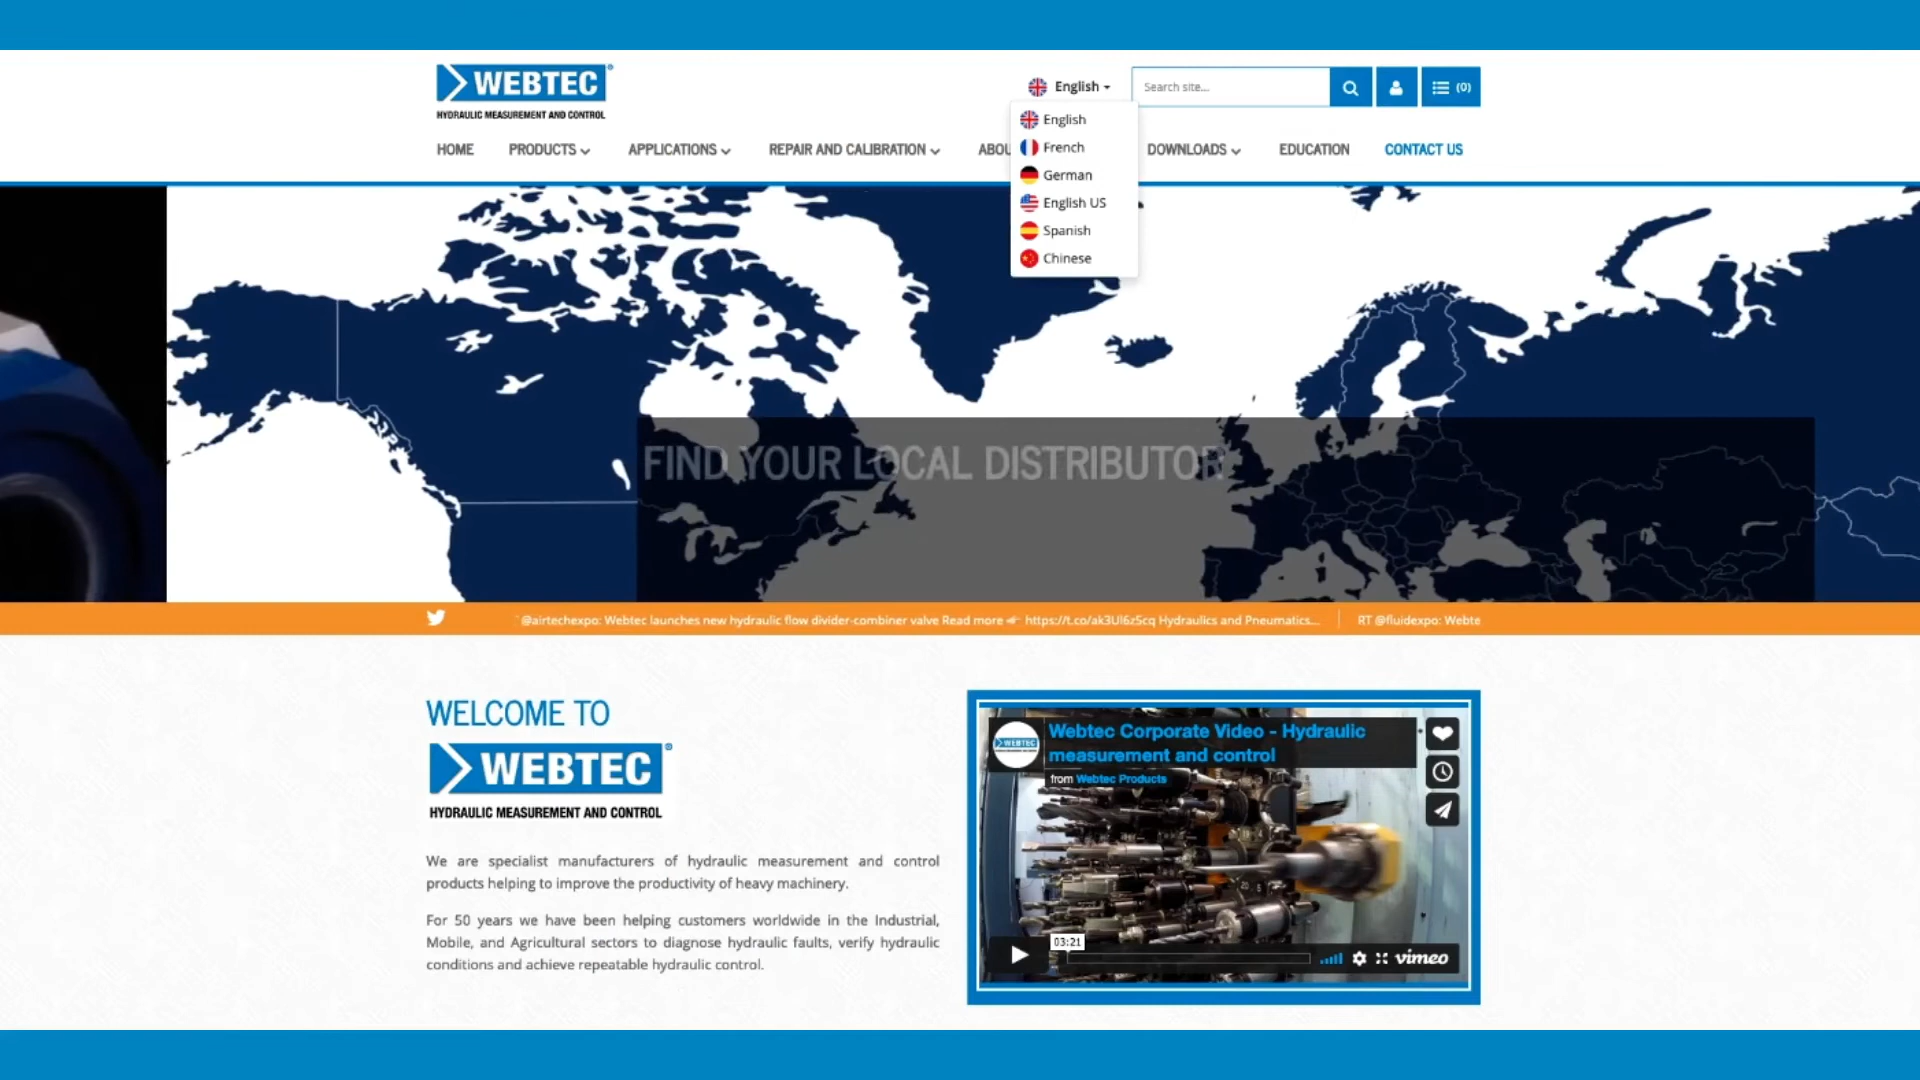 WEBTEC®
HYDRAULIC MEASUREMENT AND CONTROL
English
Search site...
(0)
English
French
German
English US
Spanish
Chinese
HOME PRODUCTS APPLICATIONS REPAIR AND CALIBRATION ABOU DOWNLOADS EDUCATION CONTACT US
FIND YOUR LOCAL DISTRIBUTOR
@airtechexpo: Webtec launches new hydraulic flow divider-combiner valve Read more https://t.co/ak3Ul6z5cq Hydraulics and Pneumatics... RT @fluidexpo: Webte
WELCOME TO
WEBTEC®
HYDRAULIC MEASUREMENT AND CONTROL
We are specialist manufacturers of hydraulic measurement and control
products helping to improve the productivity of heavy machinery.
For 50 years we have been helping customers worldwide in the Industrial,
Mobile, and Agricultural sectors to diagnose hydraulic faults, verify hydraulic
conditions and achieve repeatable hydraulic control.
WEBTEC
Webtec Corporate Video - Hydraulic
measurement and control
from Webtec Products
03:21
vimeo